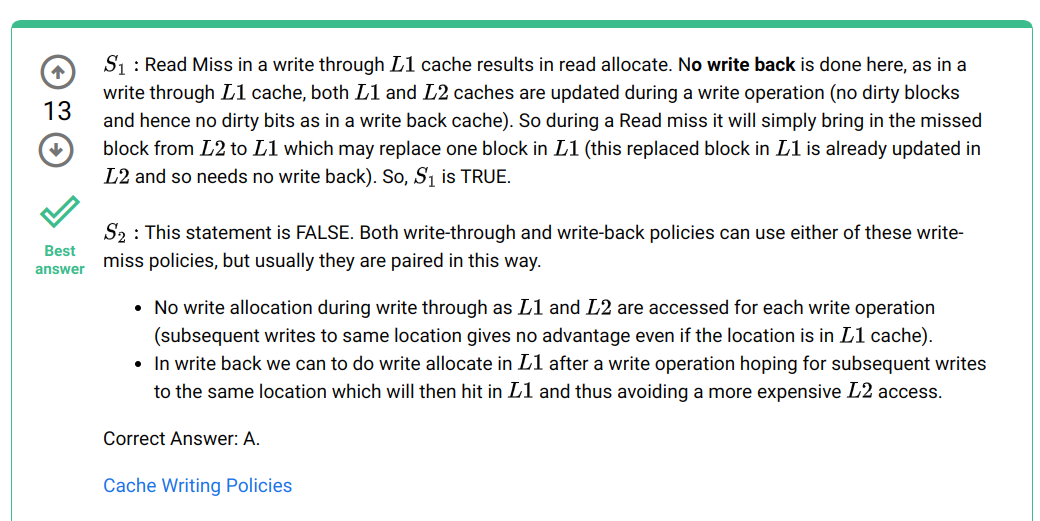 S₁ : Read Miss in a write through L1 cache results in read allocate. No write back is done here, as in a
write through L1 cache, both L1 and L2 caches are updated during a write operation (no dirty blocks
13
and hence no dirty bits as in a write back cache). So during a Read miss it will simply bring in the missed
block from L2 to L1 which may replace one block in L1 (this replaced block in L1 is already updated in
L2 and so needs no write back). So, S₁ is TRUE.
S₂ : This statement is FALSE. Both write-through and write-back policies can use either of these write-
miss policies, but usually they are paired in this way.
Best
answer
• No write allocation during write through as L1 and L2 are accessed for each write operation
(subsequent writes to same location gives no advantage even if the location is in L1 cache).
• In write back we can to do write allocate in L1 after a write operation hoping for subsequent writes
to the same location which will then hit in L1 and thus avoiding a more expensive L2 access.
Correct Answer: A.
Cache Writing Policies